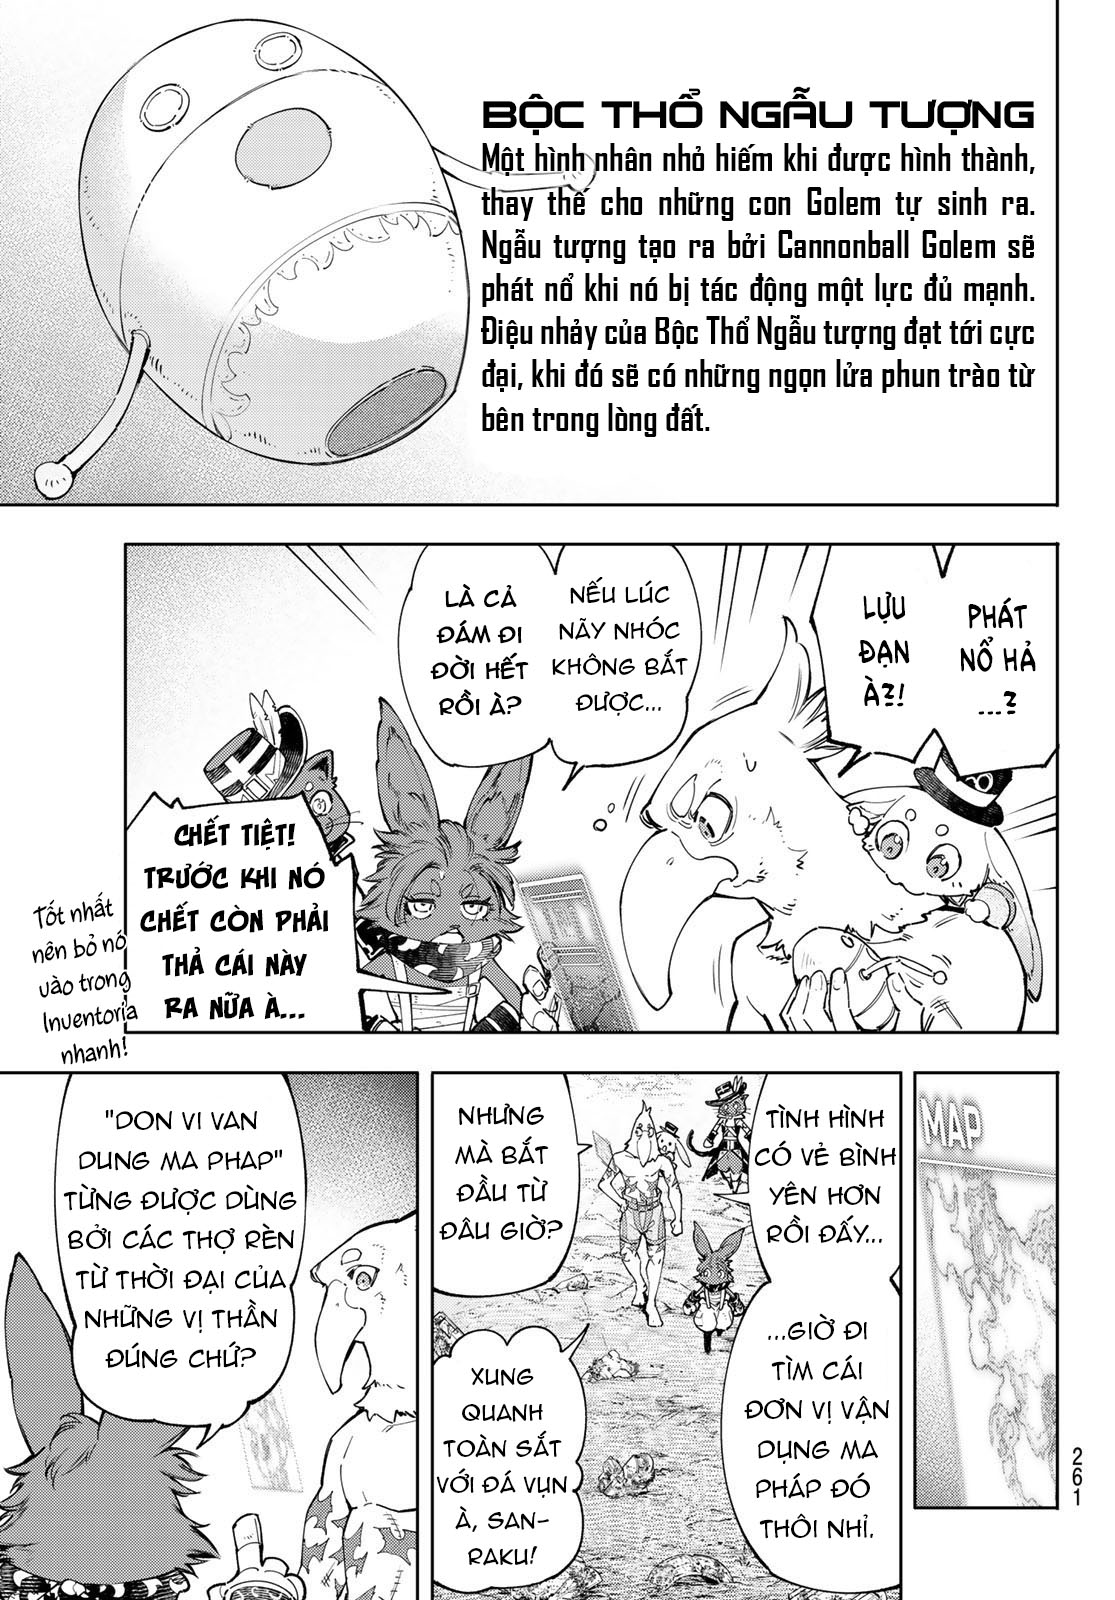 BỘC THỔ NGẪU TƯỢNG
Một hình nhân nhỏ hiếm khi được hình thành,
thay thế cho những con Golem tự sinh ra.
Ngẫu tượng tạo ra bởi Cannonball Golem sẽ
phát nổ khi nó bị tác động một lực đủ mạnh.
Điệu nhảy của Bộc Thổ Ngẫu tượng đạt tới cực
đại, khi đó sẽ có những ngọn lửa phun trào từ
bên trong lòng đất.
PHÁT
NỔ HẢ
...?
LỰU
ĐẠN
À?!
NẾU LÚC
NÃY NHÓC
KHÔNG BẮT
ĐƯỢC...
LÀ CẢ
ĐÁM ĐI
ĐỜI HẾT
RỒI À?
CHẾT TIỆT!
TRƯỚC KHI NÓ
CHẾT CÒN PHẢI
THẢ CÁI NÀY
RA NỮA À...
Tốt nhất
nên bỏ nó
vào trong
Inventoria
nhanh!
MAP
TÌNH HÌNH
CÓ VẺ BÌNH
YÊN HƠN
RỒI ĐẤY...
...GIỜ ĐI
TÌM CÁI
ĐƠN VỊ VẬN
DỤNG MA
PHÁP ĐÓ
THÔI NHỈ.
NHƯNG
MÀ BẮT
ĐẦU TỪ
ĐÂU GIỜ?
XUNG
QUANH
TOÀN SẮT
VỚI ĐÁ VỤN
À, SAN-
RAKU!
"DON VI VAN
DUNG MA PHAP"
TỪNG ĐƯỢC DÙNG
BỞI CÁC THỢ RÈN
TỪ THỜI ĐẠI CỦA
NHỮNG VỊ THẦN
ĐÚNG CHỨ?
261